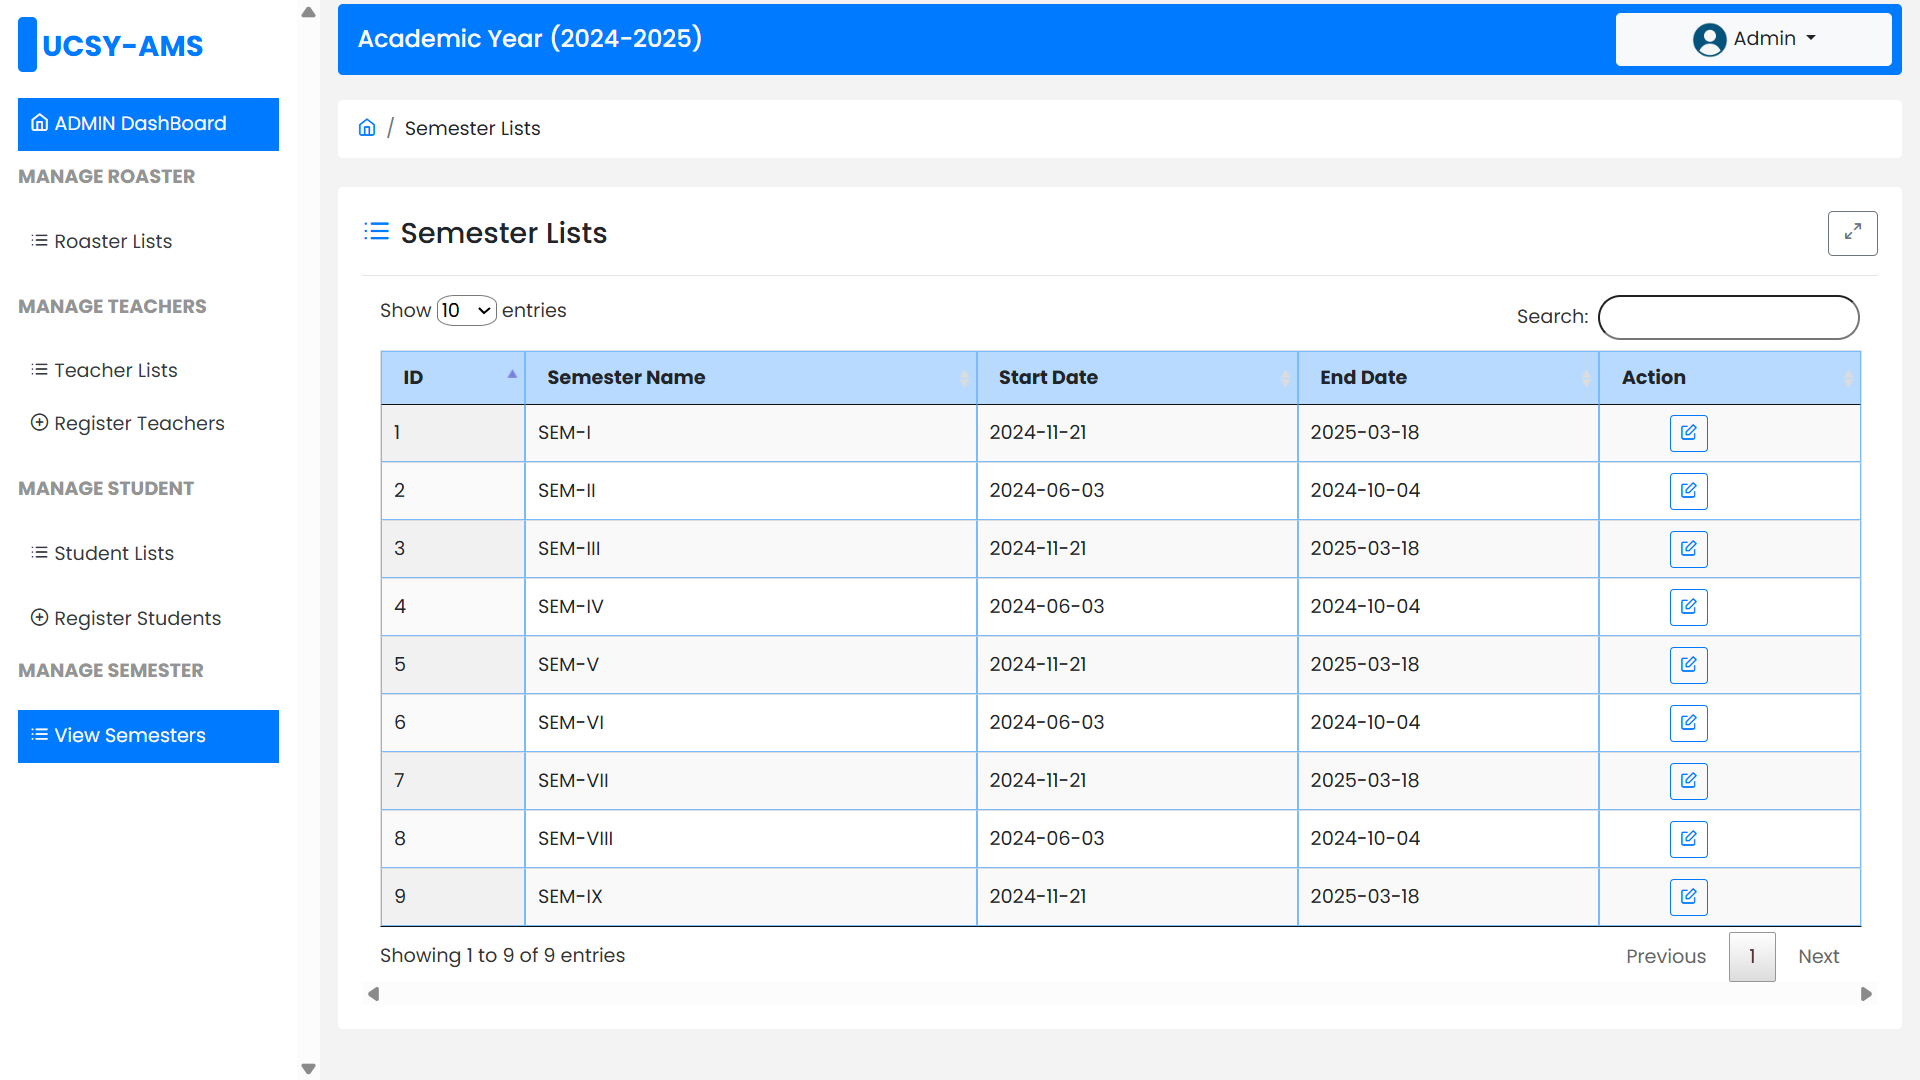 UCSY-AMS
ADMIN DashBoard
MANAGE ROASTER
Roaster Lists
MANAGE TEACHERS
Teacher Lists
Register Teachers
MANAGE STUDENT
Student Lists
Register Students
MANAGE SEMESTER
View Semesters
Academic Year (2024-2025)
Admin
/ Semester Lists
Semester Lists
Show 10 entries
Search:
ID Semester Name Start Date End Date Action
1 SEM-I 2024-11-21 2025-03-18
2 SEM-II 2024-06-03 2024-10-04
3 SEM-III 2024-11-21 2025-03-18
4 SEM-IV 2024-06-03 2024-10-04
5 SEM-V 2024-11-21 2025-03-18
6 SEM-VI 2024-06-03 2024-10-04
7 SEM-VII 2024-11-21 2025-03-18
8 SEM-VIII 2024-06-03 2024-10-04
9 SEM-IX 2024-11-21 2025-03-18
Showing 1 to 9 of 9 entries
Previous 1 Next